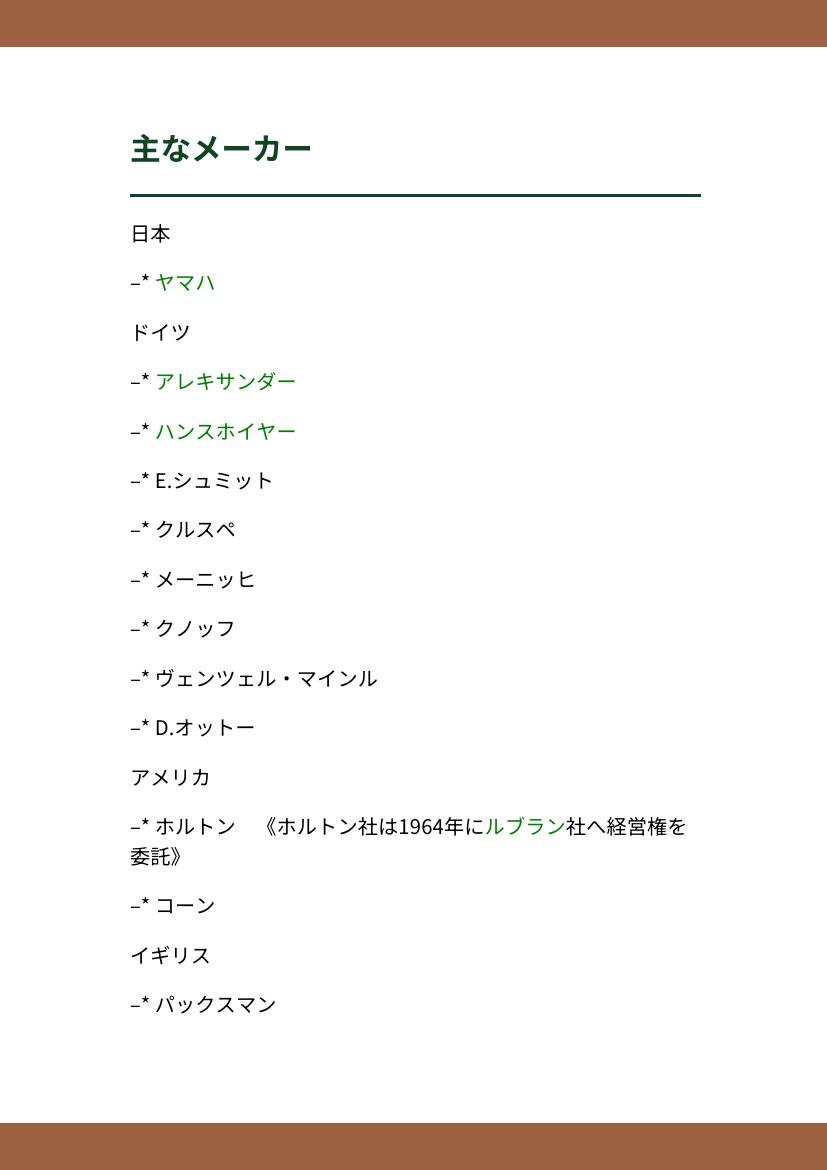 主なメーカー
日本
–* ヤマハ
ドイツ
–* アレキサンダー
–* ハンスホイヤー
–* E.シュミット
–* クルスペ
–* メーニッヒ
–* クノッフ
–* ヴェンツェル・マインル
–* D.オットー
アメリカ
–* ホルトン　《ホルトン社は1964年にルブラン社へ経営権を
委託》
–* コーン
イギリス
–* パックスマン